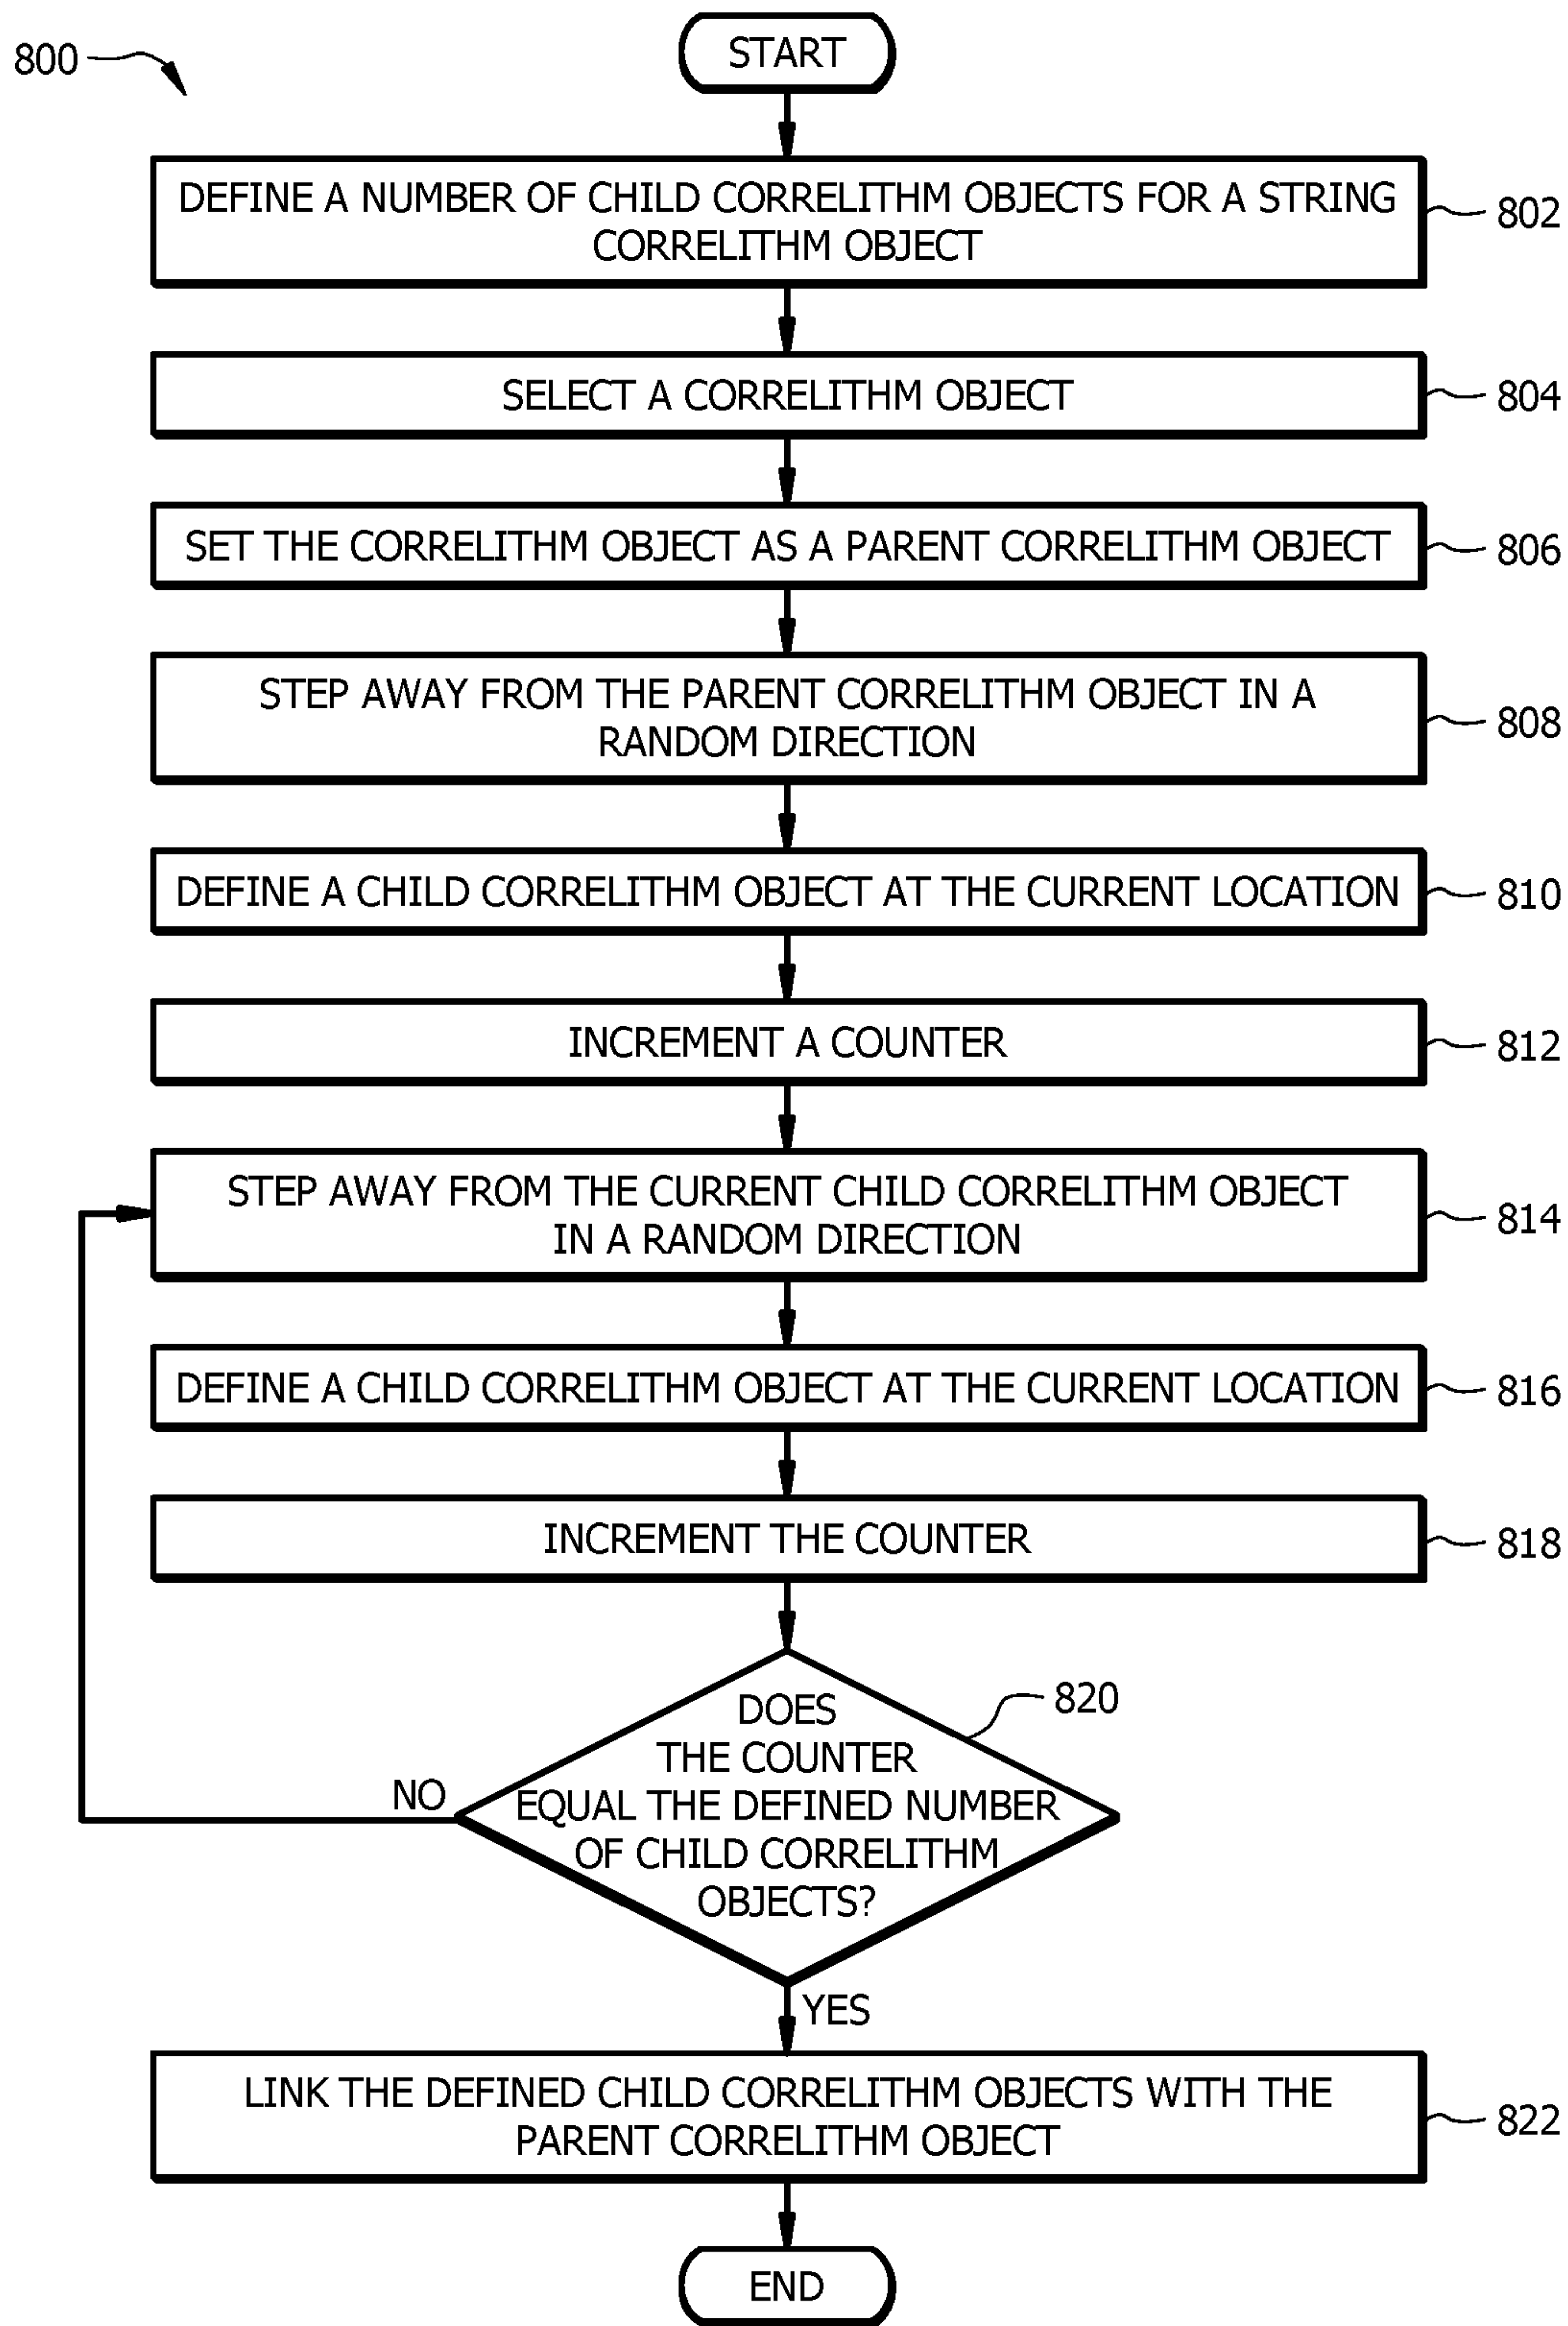 800
START
DEFINE A NUMBER OF CHILD CORRELITHM OBJECTS FOR A STRING
CORRELITHM OBJECT
802
SELECT A CORRELITHM OBJECT
804
SET THE CORRELITHM OBJECT AS A PARENT CORRELITHM OBJECT
806
STEP AWAY FROM THE PARENT CORRELITHM OBJECT IN A
RANDOM DIRECTION
808
DEFINE A CHILD CORRELITHM OBJECT AT THE CURRENT LOCATION
810
INCREMENT A COUNTER
812
STEP AWAY FROM THE CURRENT CHILD CORRELITHM OBJECT
IN A RANDOM DIRECTION
814
DEFINE A CHILD CORRELITHM OBJECT AT THE CURRENT LOCATION
816
INCREMENT THE COUNTER
818
DOES
THE COUNTER
EQUAL THE DEFINED NUMBER
OF CHILD CORRELITHM
OBJECTS?
820
NO
YES
LINK THE DEFINED CHILD CORRELITHM OBJECTS WITH THE
PARENT CORRELITHM OBJECT
822
END